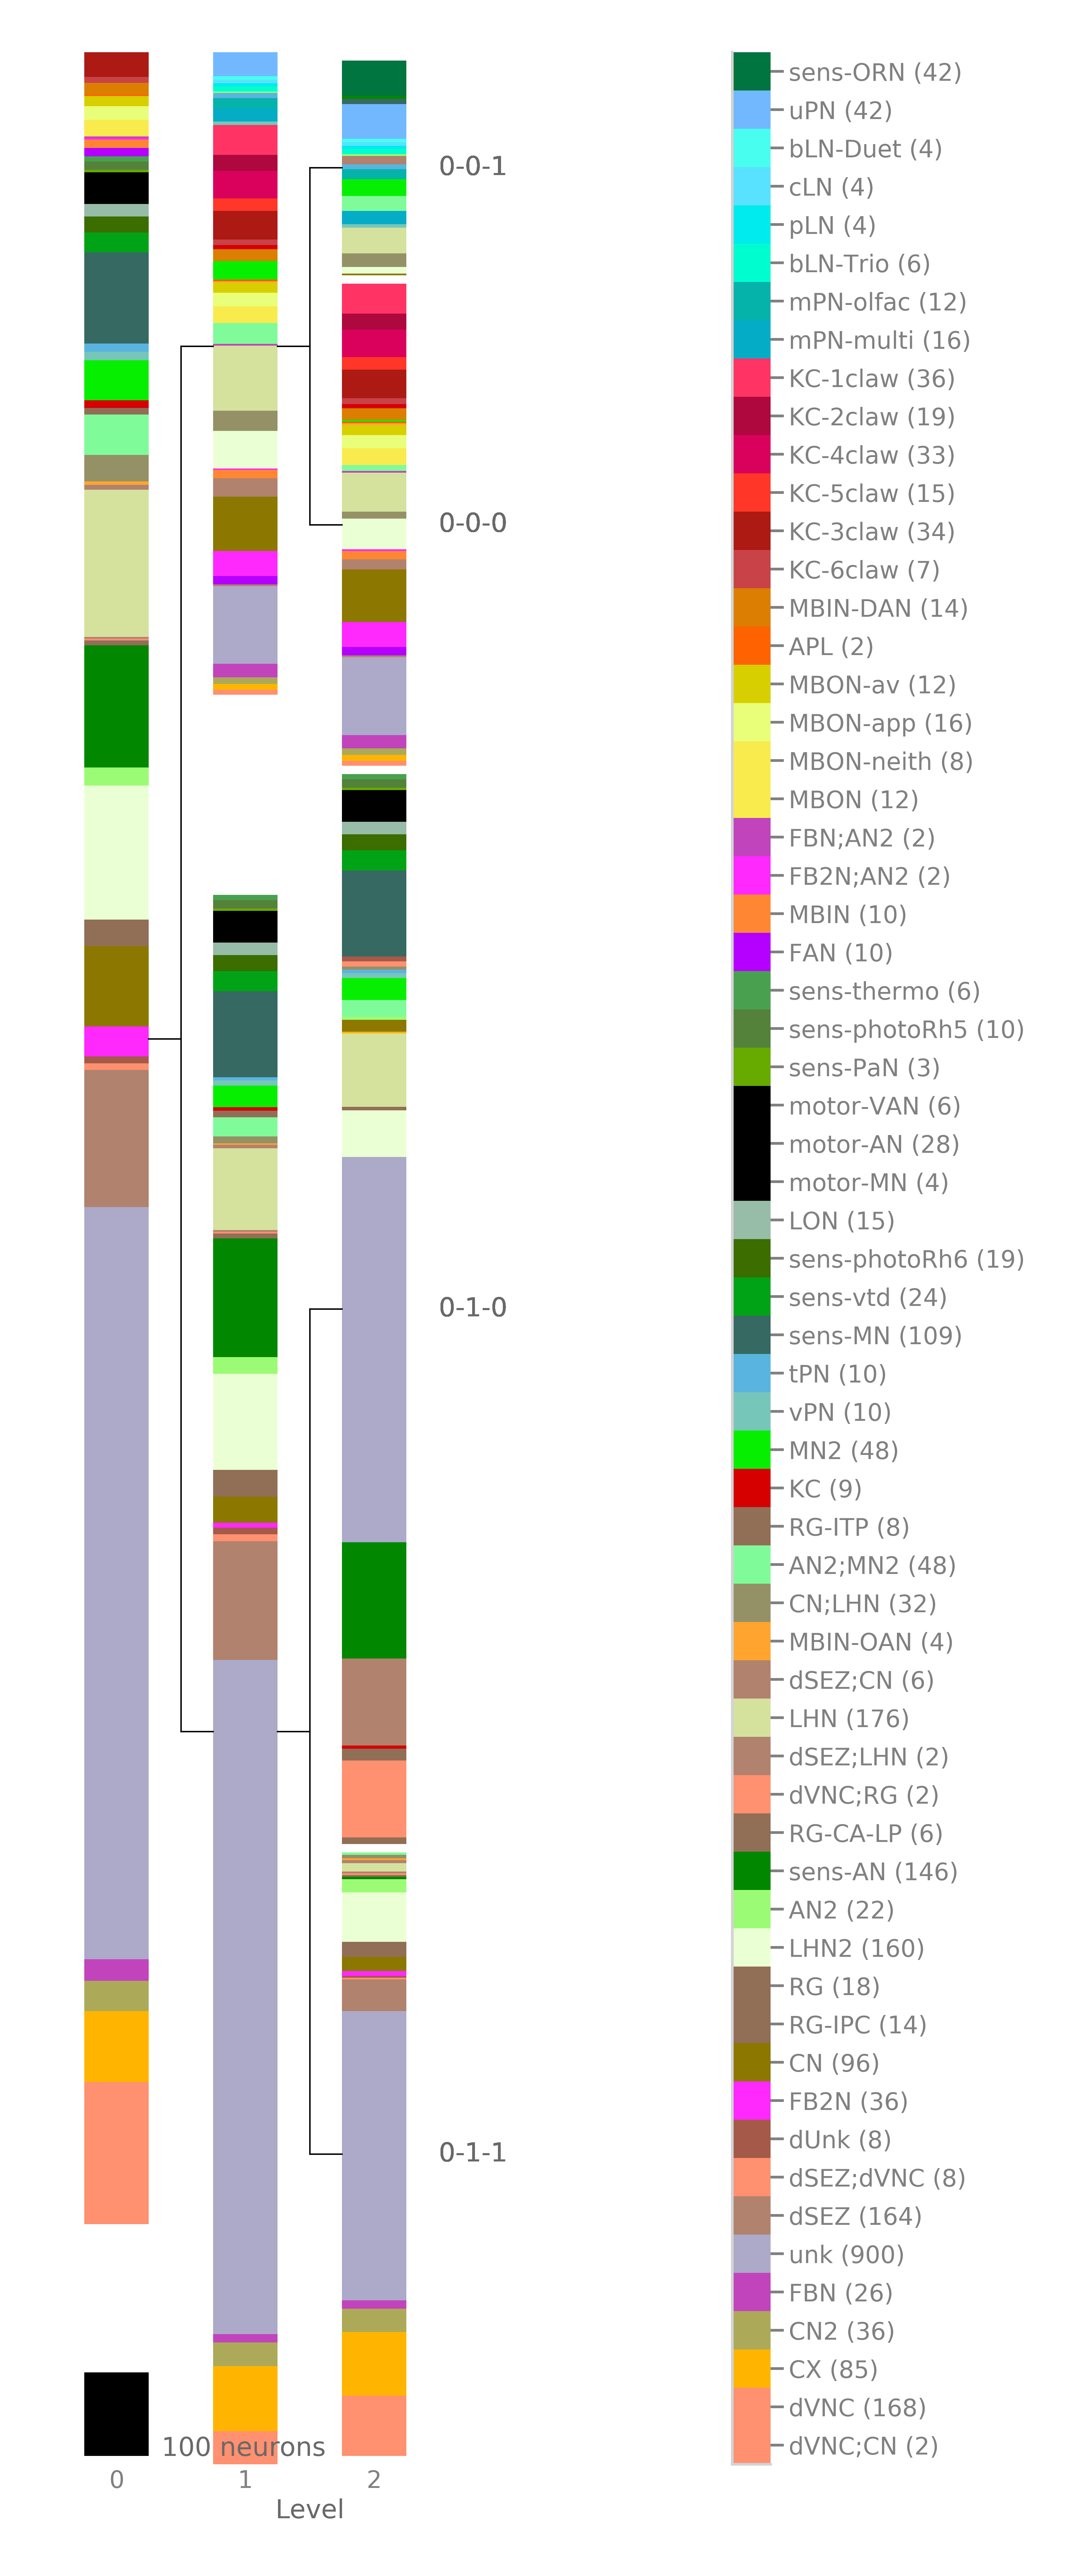 0-0-1
0-0-0
0-1-0
0-1-1
100 neurons
0
1
2
Level
sens-ORN (42)
uPN (42)
bLN-Duet (4)
cLN (4)
pLN (4)
bLN-Trio (6)
mPN-olfac (12)
mPN-multi (16)
KC-1claw (36)
KC-2claw (19)
KC-4claw (33)
KC-5claw (15)
KC-3claw (34)
KC-6claw (7)
MBIN-DAN (14)
APL (2)
MBON-av (12)
MBON-app (16)
MBON-neith (8)
MBON (12)
FBN;AN2 (2)
FB2N;AN2 (2)
MBIN (10)
FAN (10)
sens-thermo (6)
sens-photoRh5 (10)
sens-PaN (3)
motor-VAN (6)
motor-AN (28)
motor-MN (4)
LON (15)
sens-photoRh6 (19)
sens-vtd (24)
sens-MN (109)
tPN (10)
vPN (10)
MN2 (48)
KC (9)
RG-ITP (8)
AN2;MN2 (48)
CN;LHN (32)
MBIN-OAN (4)
dSEZ;CN (6)
LHN (176)
dSEZ;LHN (2)
dVNC;RG (2)
RG-CA-LP (6)
sens-AN (146)
AN2 (22)
LHN2 (160)
RG (18)
RG-IPC (14)
CN (96)
FB2N (36)
dUnk (8)
dSEZ;dVNC (8)
dSEZ (164)
unk (900)
FBN (26)
CN2 (36)
CX (85)
dVNC (168)
dVNC;CN (2)